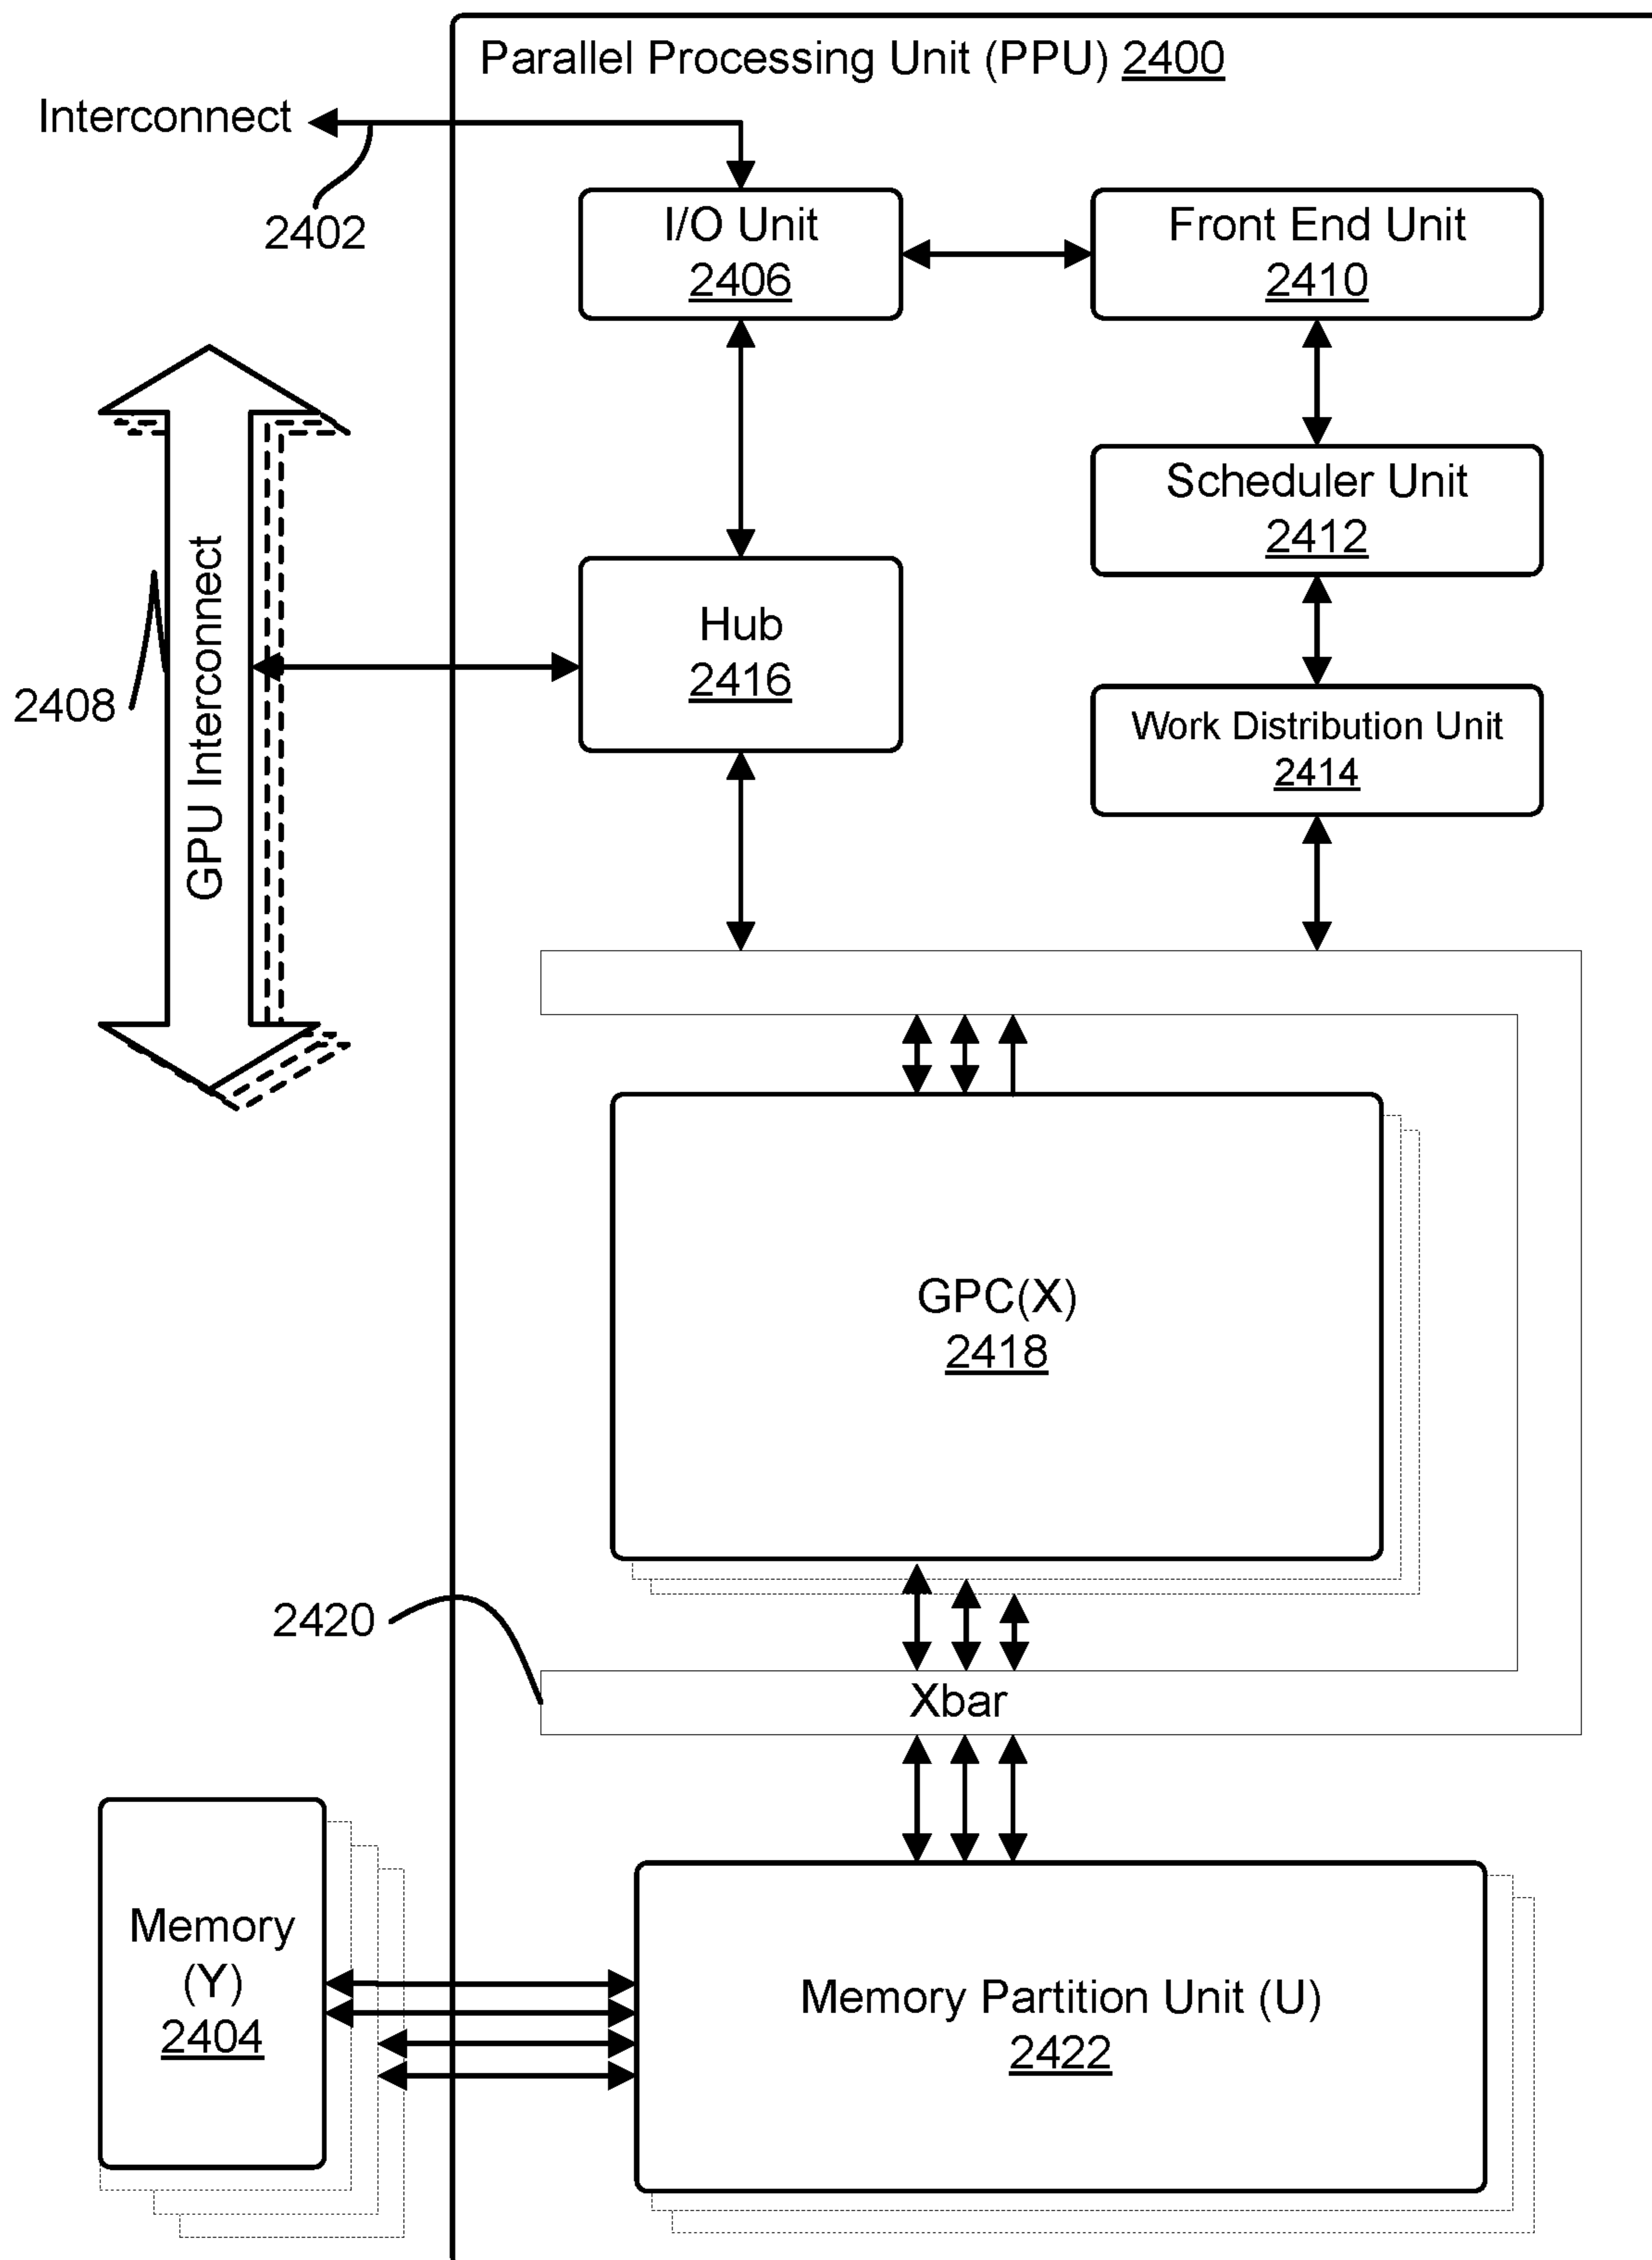 Parallel Processing Unit (PPU) 2400
Interconnect
2402
I/O Unit
2406
Front End Unit
2410
Scheduler Unit
2412
GPU Interconnect
2408
Hub
2416
Work Distribution Unit
2414
GPC(X)
2418
2420
Xbar
Memory
(Y)
2404
Memory Partition Unit (U)
2422